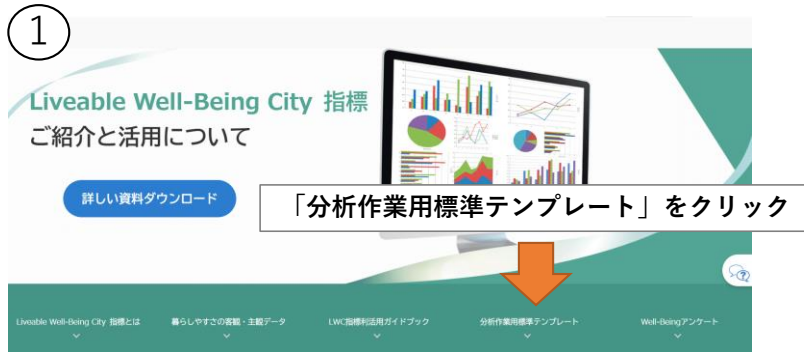 ①
Liveable Well-Being City 指標
ご紹介と活用について
詳しい資料ダウンロード
「分析作業用標準テンプレート」をクリック
Liveable Well-Being City 指標とは
暮らしやすさの客観・主観データ
LWC指標利活用ガイドブック
分析作業用標準テンプレート
Well-Beingアンケート